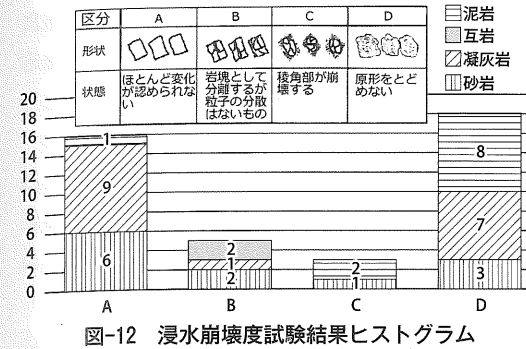 区分 A B C D
形状
状態 ほとんど変化が認められない 岩塊として分離するが粒子の分散はないもの 稜角部が崩壊する 原形をとどめない
泥岩
互岩
凝灰岩
砂岩
20
18
16
14
12
10
8
6
4
2
0
1
9
6
2
1
2
2
1
8
7
3
A B C D
図-12 浸水崩壊度試験結果ヒストグラム